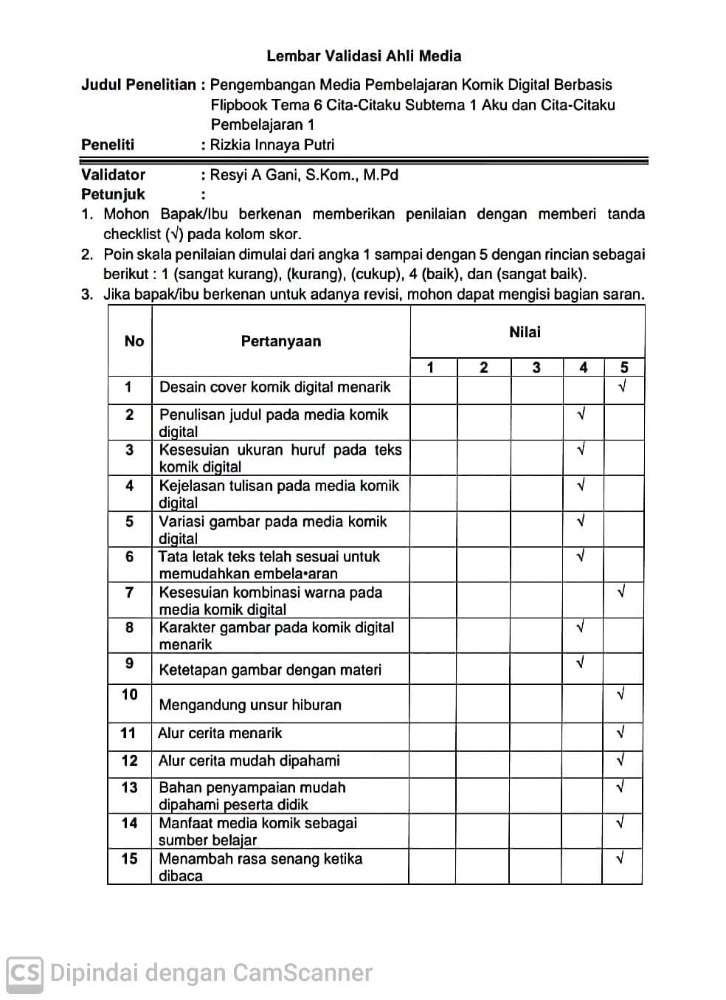 Lembar Validasi Ahli Media
Judul Penelitian : Pengembangan Media Pembelajaran Komik Digital Berbasis
Flipbook Tema 6 Cita-Citaku Subtema 1 Aku dan Cita-Citaku
Pembelajaran 1
Peneliti : Rizkia Innaya Putri
Validator : Resyi A Gani, S.Kom., M.Pd
Petunjuk :
1. Mohon Bapak/Ibu berkenan memberikan penilaian dengan memberi tanda
checklist (√) pada kolom skor.
2. Poin skala penilaian dimulai dari angka 1 sampai dengan 5 dengan rincian sebagai
berikut : 1 (sangat kurang), (kurang), (cukup), 4 (baik), dan (sangat baik).
3. Jika bapak/ibu berkenan untuk adanya revisi, mohon dapat mengisi bagian saran.
No Pertanyaan Nilai
1 2 3 4 5
1 Desain cover komik digital menarik √
2 Penulisan judul pada media komik √
digital
3 Kesesuian ukuran huruf pada teks √
komik digital
4 Kejelasan tulisan pada media komik √
digital
5 Variasi gambar pada media komik √
digital
6 Tata letak teks telah sesuai untuk √
memudahkan embela•aran
7 Kesesuian kombinasi warna pada √
media komik digital
8 Karakter gambar pada komik digital √
menarik
9 Ketetapan gambar dengan materi √
10 Mengandung unsur hiburan √
11 Alur cerita menarik √
12 Alur cerita mudah dipahami √
13 Bahan penyampaian mudah √
dipahami peserta didik
14 Manfaat media komik sebagai √
sumber belajar
15 Menambah rasa senang ketika √
dibaca
CS Dipindai dengan CamScanner